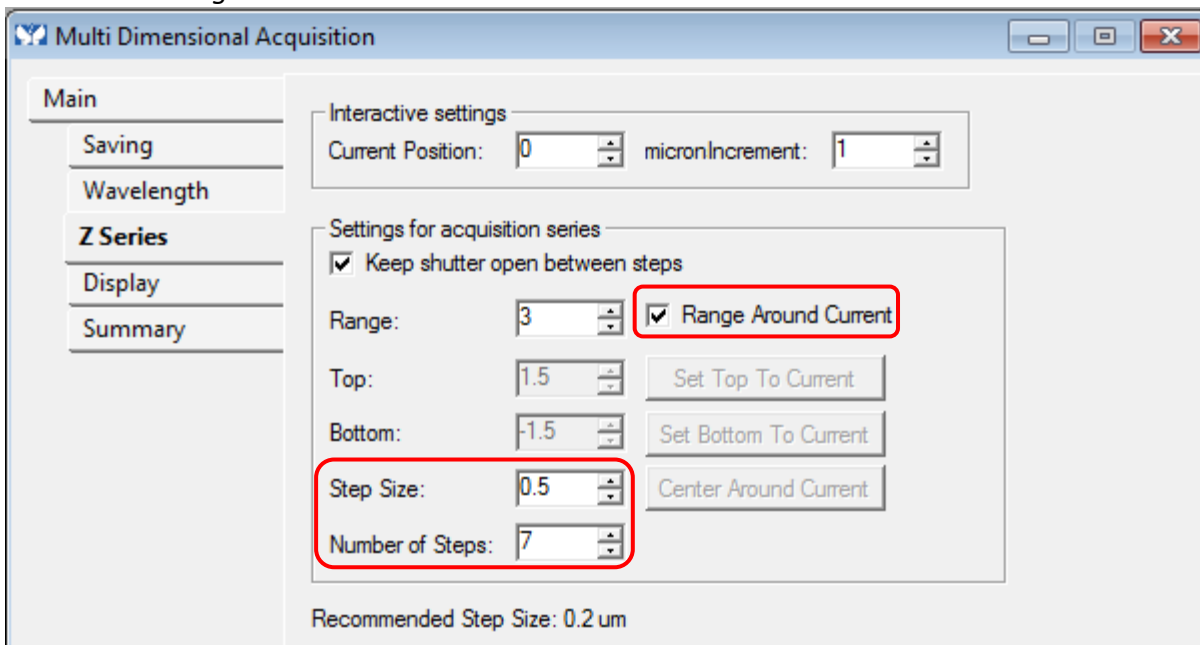 Multi Dimensional Acquisition
Main
Saving
Wavelength
Z Series
Display
Summary
Interactive settings
Current Position: 0 micronIncrement: 1
Settings for acquisition series
Keep shutter open between steps
Range: 3 Range Around Current
Top: 1.5 Set Top To Current
Bottom: -1.5 Set Bottom To Current
Step Size: 0.5 Center Around Current
Number of Steps: 7
Recommended Step Size: 0.2 um